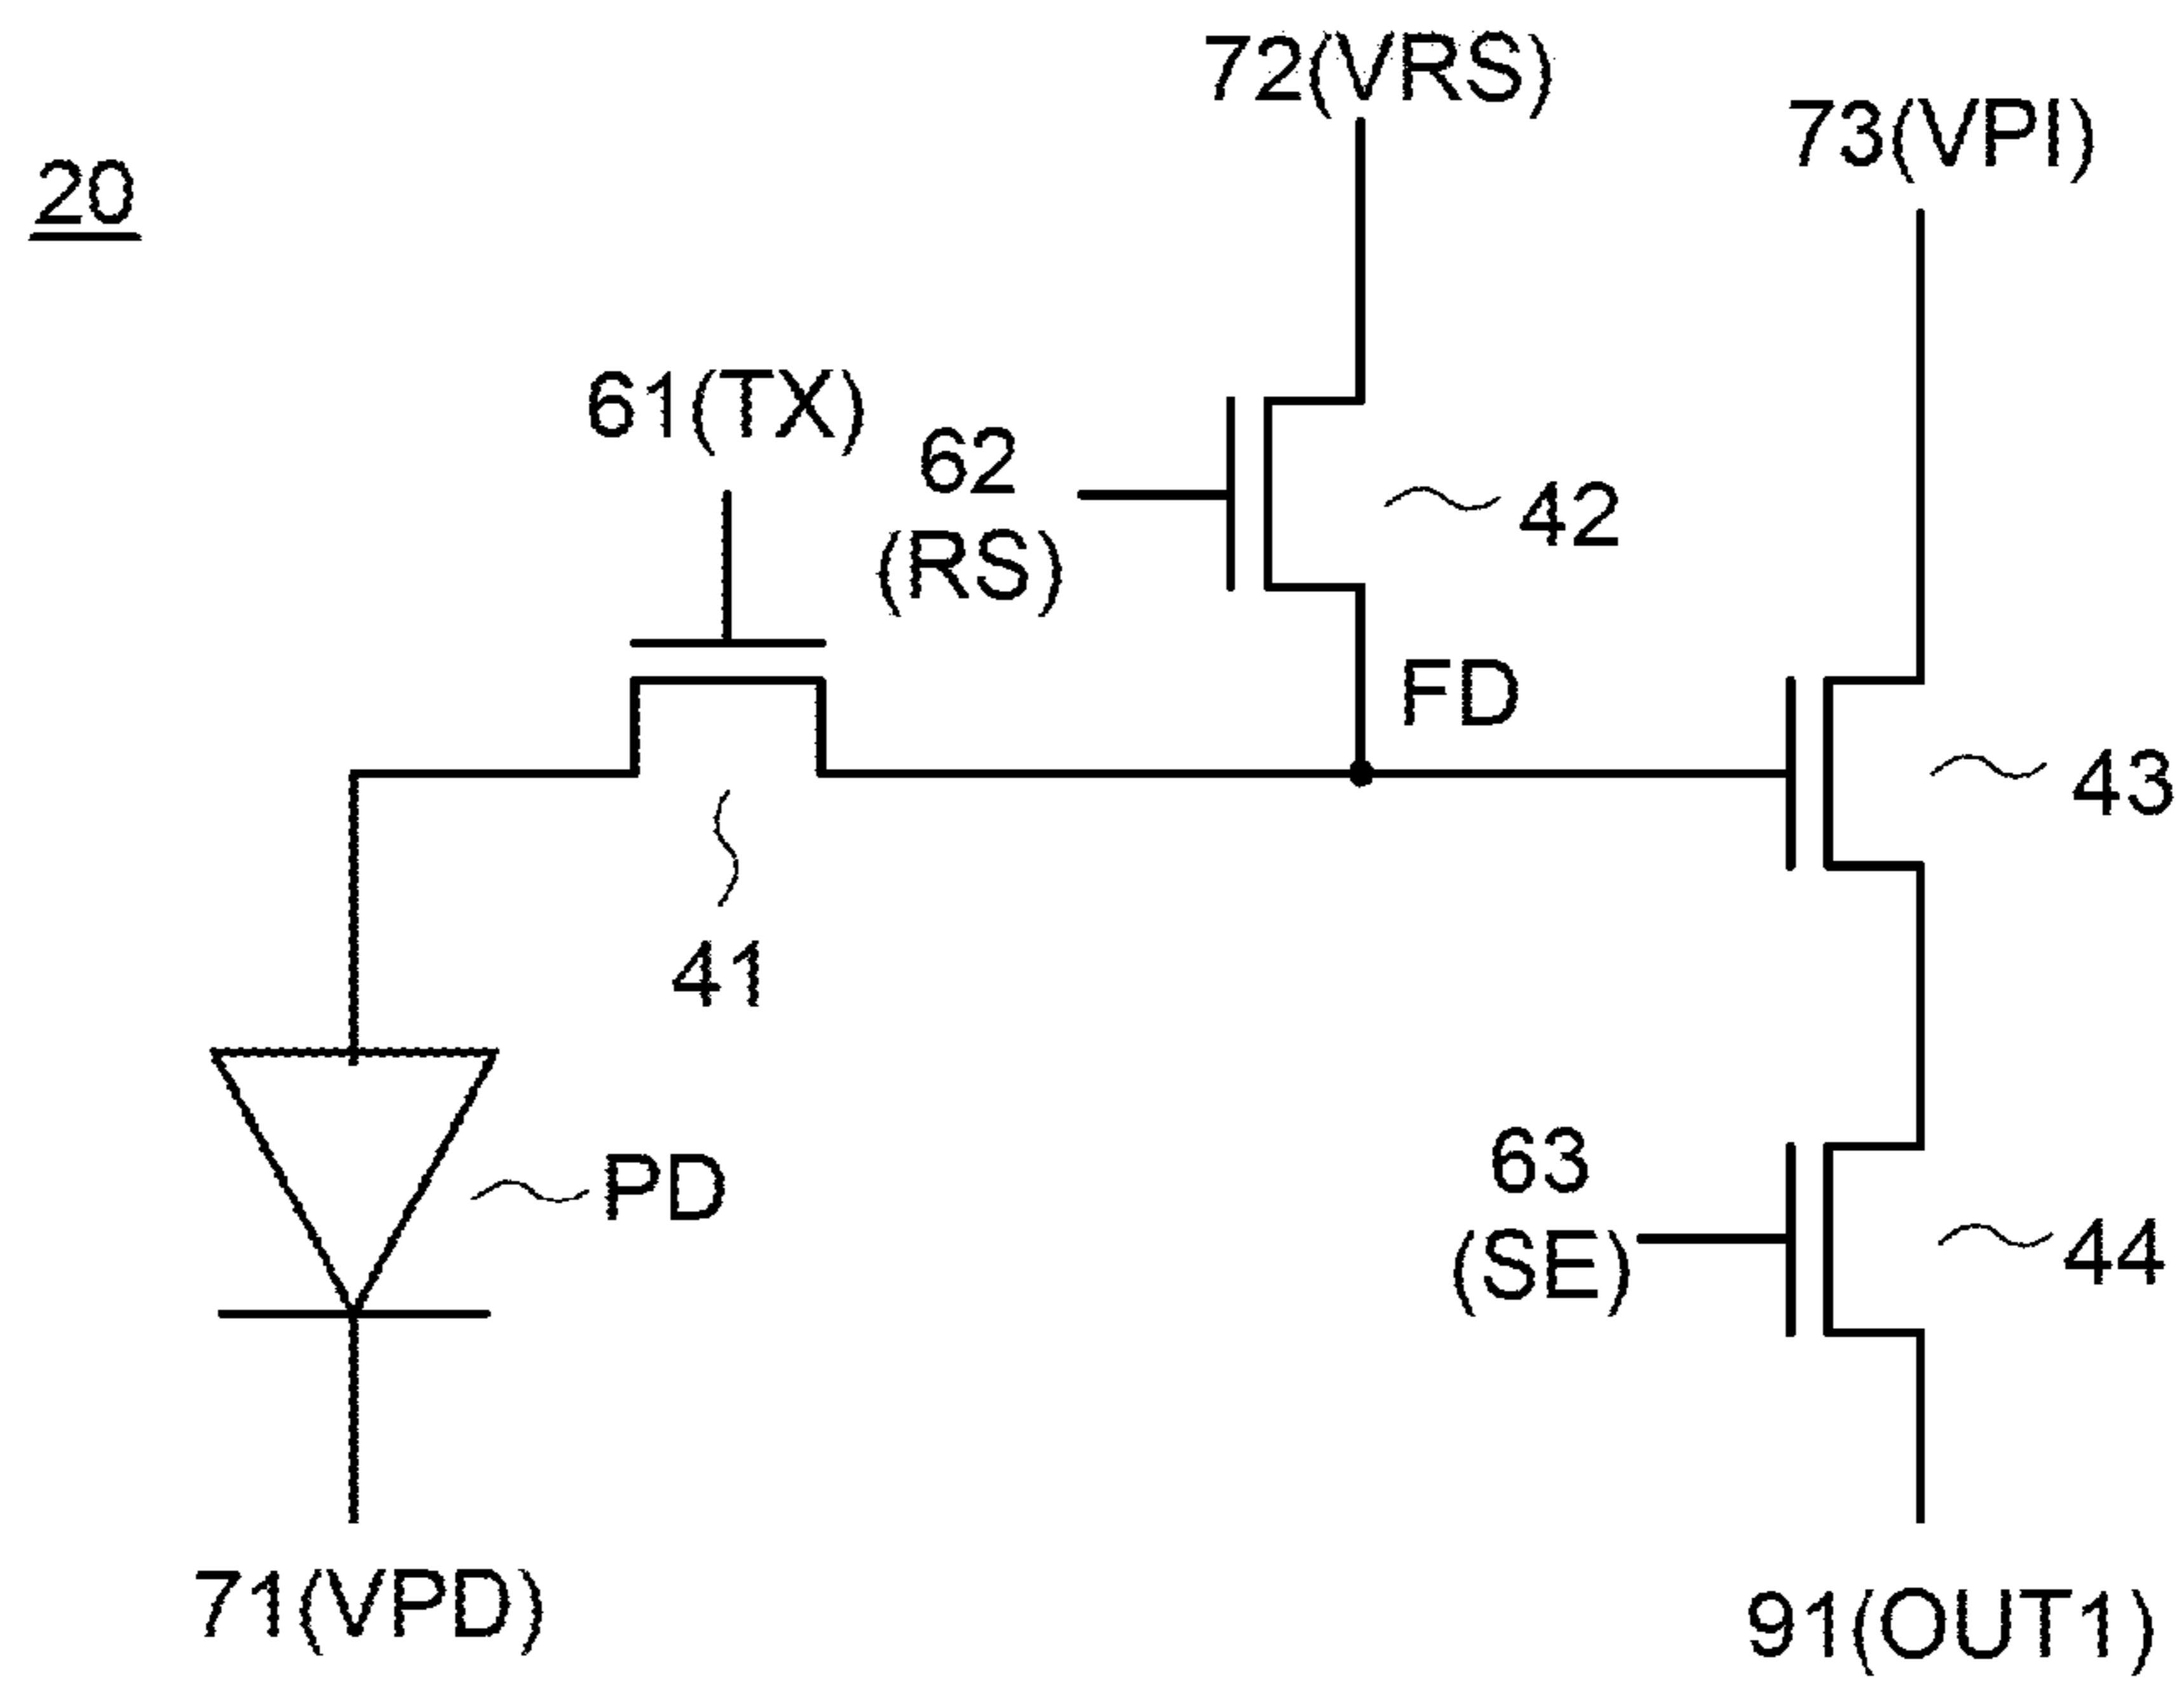 72(VRS)
73(VPI)
20
61(TX)
62
(RS)
42
FD
43
41
PD
63
(SE)
44
71(VPD)
91(OUT1)